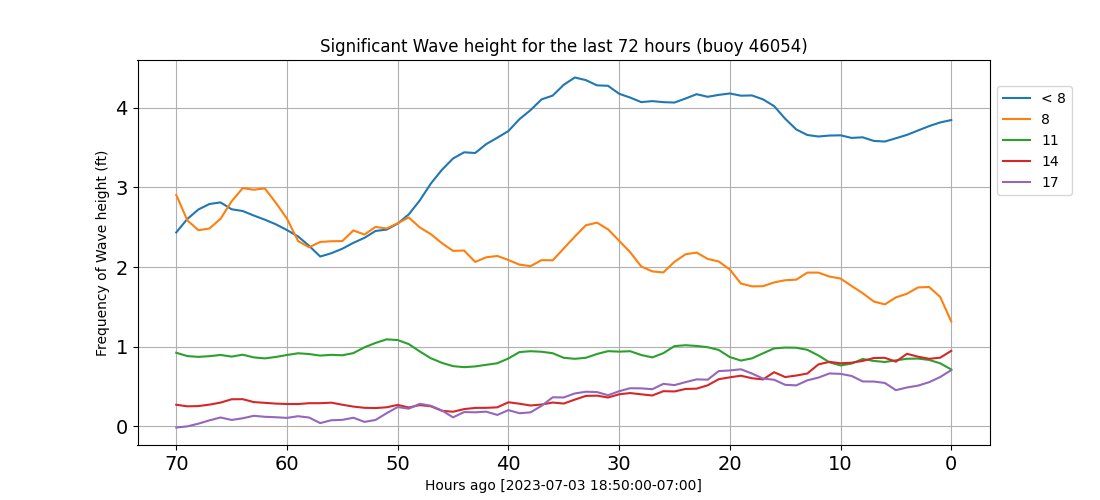 Significant Wave height for the last 72 hours (buoy 46054)
Frequency of Wave height (ft)
4
3
2
1
0
70 60 50 40 30 20 10 0
Hours ago [2023-07-03 18:50:00-07:00]
< 8
8
11
14
17